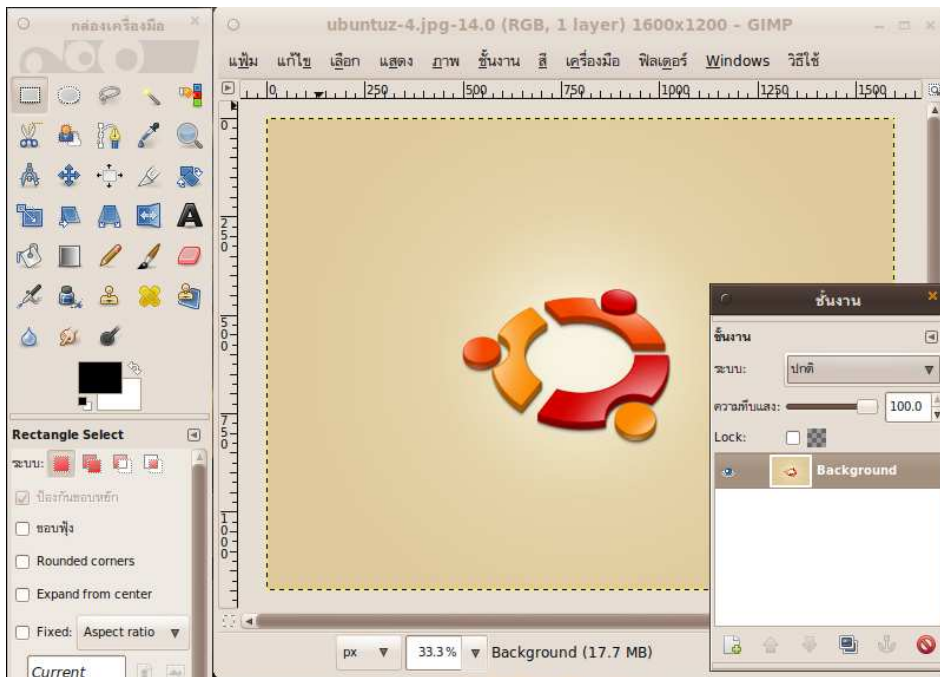 กล่องเครื่องมือ
Rectangle Select
ระบบ:
ป้องกันขอบหยัก
ขอบฟุ้ง
Rounded corners
Expand from center
Fixed: Aspect ratio
Current
ubuntuz-4.jpg-14.0 (RGB, 1 layer) 1600x1200 – GIMP
แฟ้ม แก้ไข เลือก แสดง ภาพ ชั้นงาน สี เครื่องมือ ฟิลเตอร์ Windows วิธีใช้
0 250 500 750 1000 1250 1500
0
250
500
750
1000
px 33.3% Background (17.7 MB)
ชั้นงาน
ชั้นงาน
ระบบ: ปกติ
ความทึบแสง: 100.0
Lock:
Background